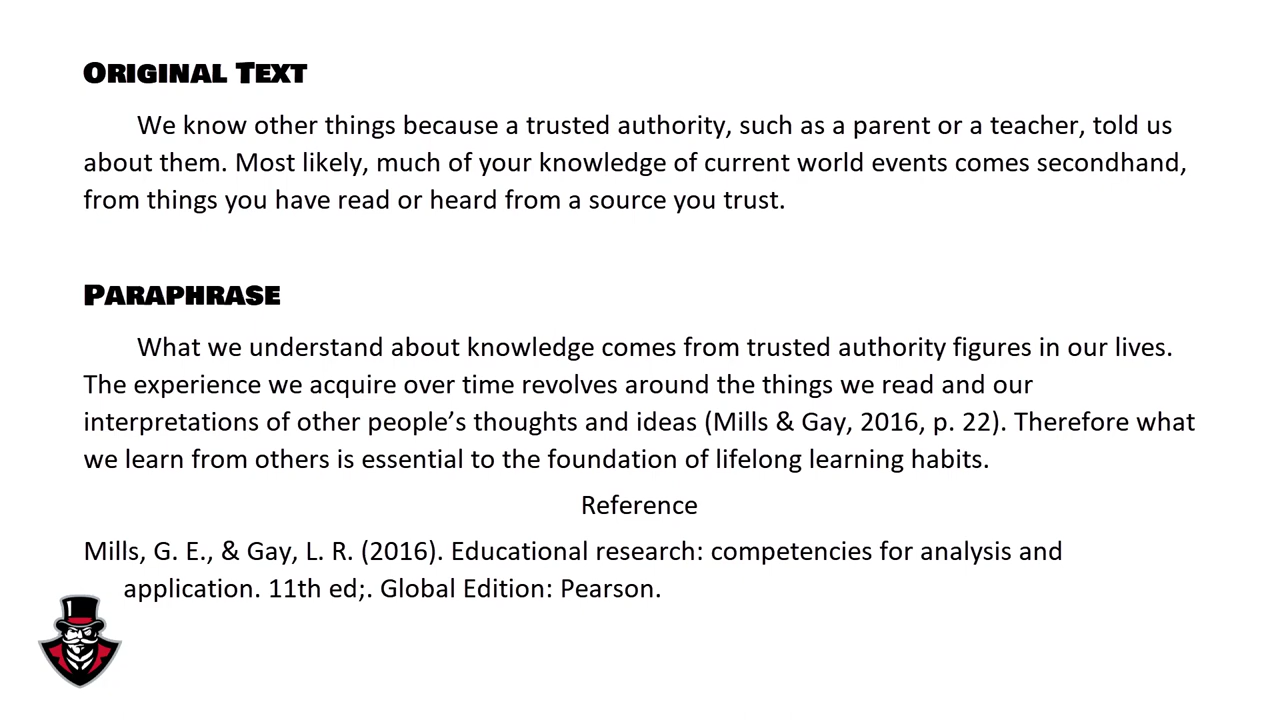 Original Text
We know other things because a trusted authority, such as a parent or a teacher, told us
about them. Most likely, much of your knowledge of current world events comes secondhand,
from things you have read or heard from a source you trust.
Paraphrase
What we understand about knowledge comes from trusted authority figures in our lives.
The experience we acquire over time revolves around the things we read and our
interpretations of other people’s thoughts and ideas (Mills & Gay, 2016, p. 22). Therefore what
we learn from others is essential to the foundation of lifelong learning habits.
Reference
Mills, G. E., & Gay, L. R. (2016). Educational research: competencies for analysis and
application. 11th ed;. Global Edition: Pearson.